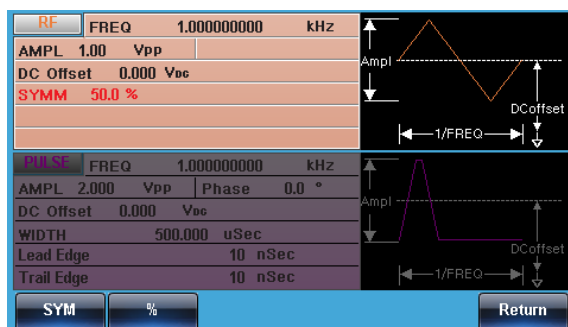 RF FREQ 1.000000000 kHz
AMPL 1.00 Vpp
DC Offset 0.000 VDC
SYMM 50.0 %
Ampl
DCoffset
1/FREQ
PULSE FREQ 1.000000000 kHz
AMPL 2.000 Vpp Phase 0.0 °
DC Offset 0.000 VDC
WIDTH 500.000 uSec
Lead Edge 10 nSec
Trail Edge 10 nSec
Ampl
DCoffset
1/FREQ
SYM % Return